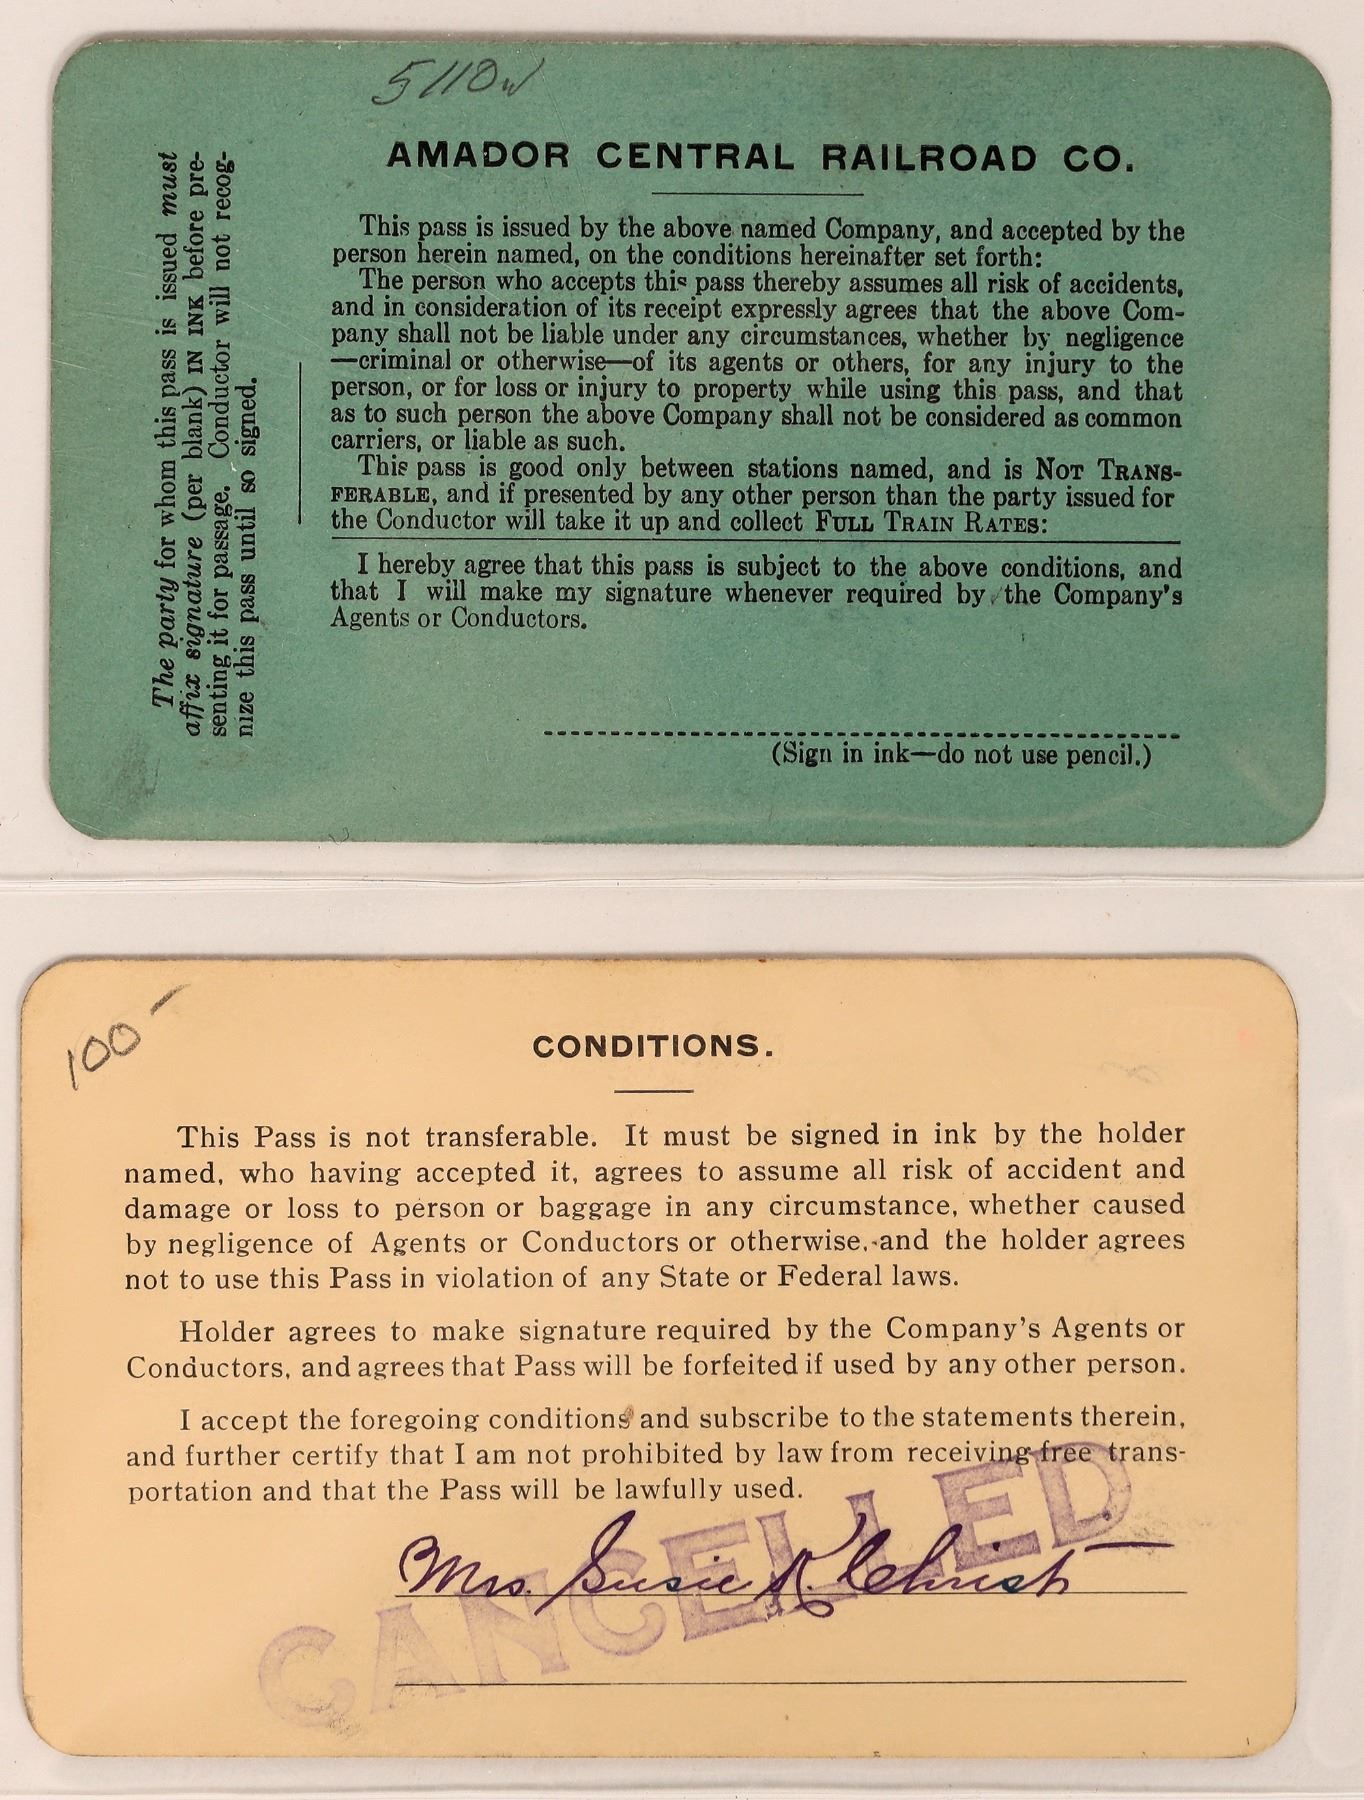 5110
AMADOR CENTRAL RAILROAD CO.
The party for whom this pass is issued must
affix signature (per blank) IN INK before pre-
senting it for passage. Conductor will not recog-
nize this pass until so signed.
This pass is issued by the above named Company, and accepted by the
person herein named, on the conditions hereinafter set forth:
The person who accepts this pass thereby assumes all risk of accidents,
and in consideration of its receipt expressly agrees that the above Com-
pany shall not be liable under any circumstances, whether by negligence
—criminal or otherwise—of its agents or others, for any injury to the
person, or for loss or injury to property while using this pass, and that
as to such person the above Company shall not be considered as common
carriers, or liable as such.
This pass is good only between stations named, and is NOT TRANS-
FERABLE, and if presented by any other person than the party issued for
the Conductor will take it up and collect FULL TRAIN RATES:
I hereby agree that this pass is subject to the above conditions, and
that I will make my signature whenever required by the Company's
Agents or Conductors.
(Sign in ink—do not use pencil.)
100-
CONDITIONS.
This Pass is not transferable. It must be signed in ink by the holder
named, who having accepted it, agrees to assume all risk of accident and
damage or loss to person or baggage in any circumstance, whether caused
by negligence of Agents or Conductors or otherwise, and the holder agrees
not to use this Pass in violation of any State or Federal laws.
Holder agrees to make signature required by the Company's Agents or
Conductors, and agrees that Pass will be forfeited if used by any other person.
I accept the foregoing conditions and subscribe to the statements therein,
and further certify that I am not prohibited by law from receiving free trans-
portation and that the Pass will be lawfully used.
Mrs. Susie K. Christ
CANCELLED